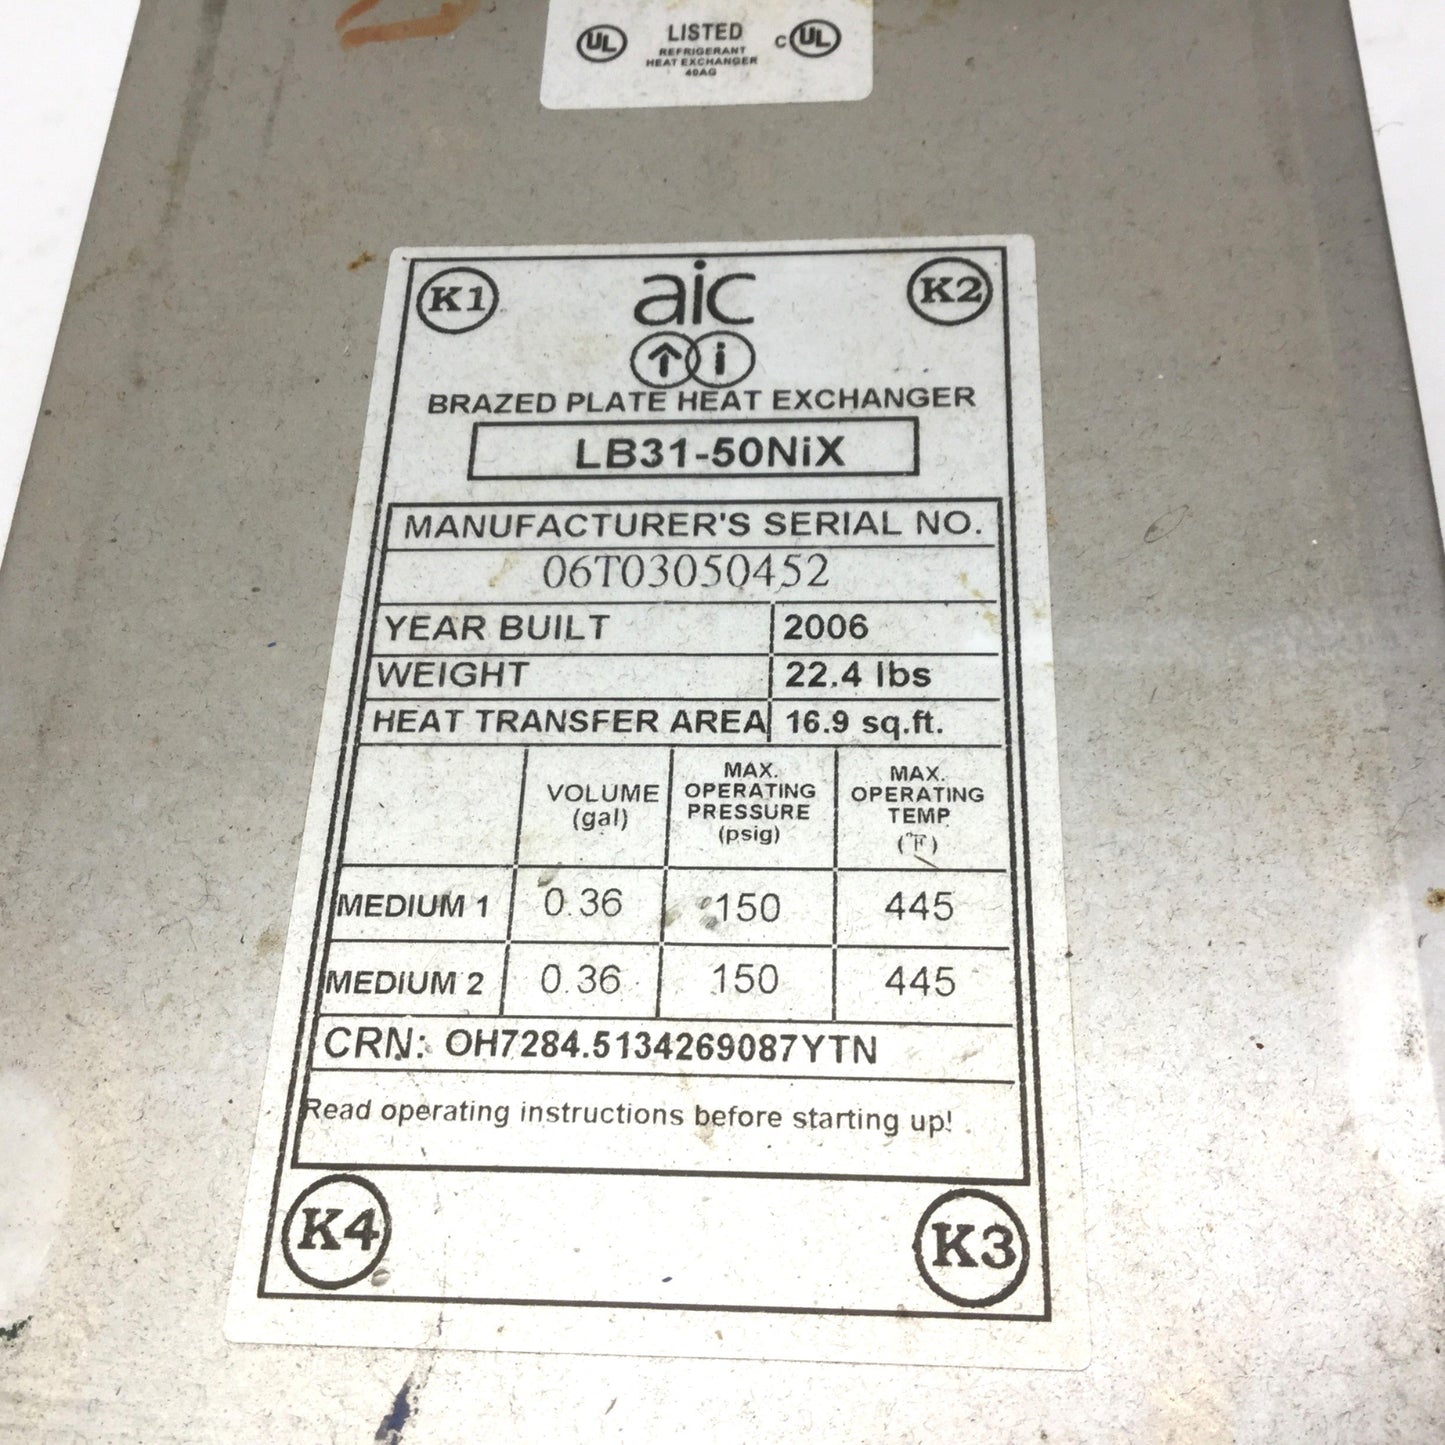 UL LISTED c UL
REFRIGERANT
HEAT EXCHANGER
40AG
K1 aic K2
i
BRAZED PLATE HEAT EXCHANGER
LB31-50NiX
MANUFACTURER'S SERIAL NO.
06T03050452
YEAR BUILT 2006
WEIGHT 22.4 lbs
HEAT TRANSFER AREA 16.9 sq.ft.
VOLUME (gal) MAX. OPERATING PRESSURE (psig) MAX. OPERATING TEMP (°F)
MEDIUM 1 0.36 150 445
MEDIUM 2 0.36 150 445
CRN: OH7284.5134269087YTN
Read operating instructions before starting up!
K4 K3